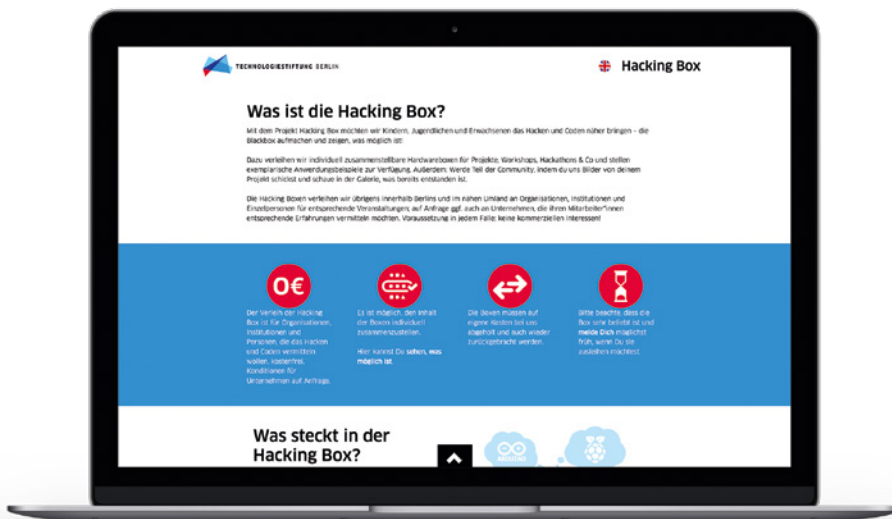 TECHNOLOGIESTIFTUNG BERLIN
Hacking Box
Was ist die Hacking Box?
Mit dem Projekt Hacking Box möchten wir Kindern, Jugendlichen und Erwachsenen das Hacken und Coden näher bringen – die
Blackbox aufmachen und zeigen, was möglich ist!
Dazu verleihen wir individuell zusammenstellbare Hardwareboxen für Projekte, Workshops, Hackathons & Co und stellen
exemplarische Anwendungsbeispiele zur Verfügung. Außerdem: Werde Teil der Community, indem du uns Bilder von deinem
Projekt schickst und schaue in der Galerie, was bereits entstanden ist.
Die Hacking Boxen verleihen wir übrigens innerhalb Berlins und im nahen Umland an Organisationen, Institutionen und
Einzelpersonen für entsprechende Veranstaltungen; auf Anfrage ggf. auch an Unternehmen, die ihren Mitarbeiter*innen
entsprechende Erfahrungen vermitteln möchten. Voraussetzung in jedem Falle: keine kommerziellen Interessen!
0€
Der Verleih der Hacking
Box ist für Organisationen,
Institutionen und
Personen, die das Hacken
und Coden vermitteln
wollen, kostenfrei.
Konditionen für
Unternehmen auf Anfrage.
Es ist möglich, den Inhalt
der Boxen individuell
zusammenzustellen.
Hier kannst Du sehen, was
möglich ist.
Die Boxen müssen auf
eigene Kosten bei uns
abgeholt und auch wieder
zurückgebracht werden.
Bitte beachte, dass die
Box sehr beliebt ist und
melde Dich möglichst
früh, wenn Du sie
ausleihen möchtest.
Was steckt in der
Hacking Box?
ARDUINO